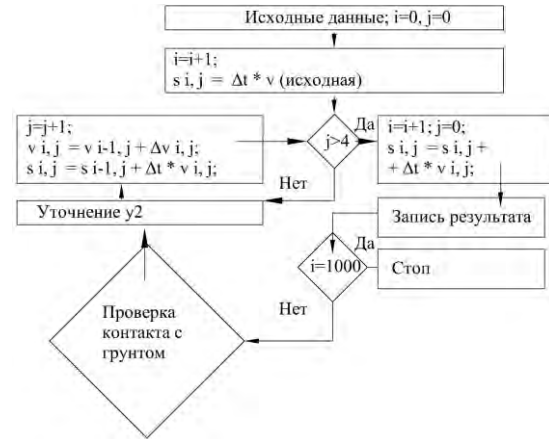 Исходные данные; i=0, j=0
i=i+1;
s i, j = Δt * v (исходная)
j=j+1;
v i, j = v i-1, j + Δv i, j;
s i, j = s i-1, j + Δt * v i, j;
j>4
Да
i=i+1; j=0;
s i, j = s i, j +
+ Δt * v i, j;
Нет
Уточнение y2
Запись результата
Да
i=1000
Стоп
Нет
Проверка
контакта с
грунтом